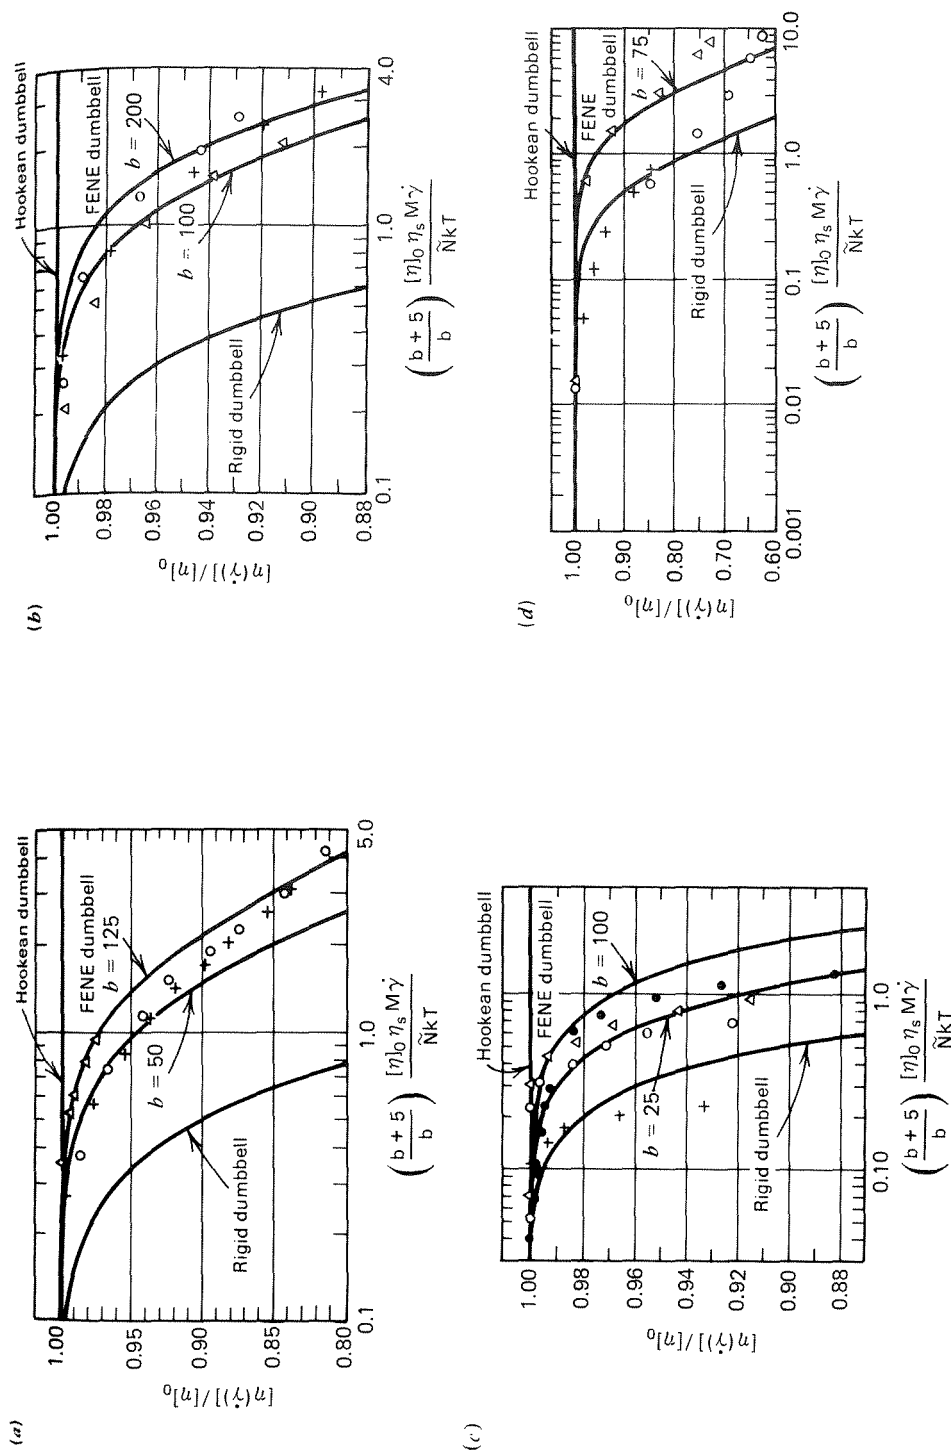 (a)
Hookean dumbbell
FENE dumbbell
b = 125
b = 50
Rigid dumbbell
1.00
0.95
0.90
0.85
0.80
0.1
1.0
5.0
[η(γ̇)]/[η]₀
((b + 5)/b) [η]₀ ηₛ Mγ̇/ÑkT
(b)
Hookean dumbbell
FENE dumbbell
b = 200
b = 100
Rigid dumbbell
1.00
0.98
0.96
0.94
0.92
0.90
0.88
0.1
1.0
4.0
[η(γ̇)]/[η]₀
((b + 5)/b) [η]₀ ηₛ Mγ̇/ÑkT
(c)
Hookean dumbbell
FENE dumbbell
b = 100
b = 25
Rigid dumbbell
1.00
0.98
0.96
0.94
0.92
0.90
0.88
0.10
1.0
[η(γ̇)]/[η]₀
((b + 5)/b) [η]₀ ηₛ Mγ̇/ÑkT
(d)
Hookean dumbbell
FENE
dumbbell
b = 75
Rigid dumbbell
1.00
0.90
0.80
0.70
0.60
0.001
0.01
0.1
1.0
10.0
[η(γ̇)]/[η]₀
((b + 5)/b) [η]₀ ηₛ Mγ̇/ÑkT